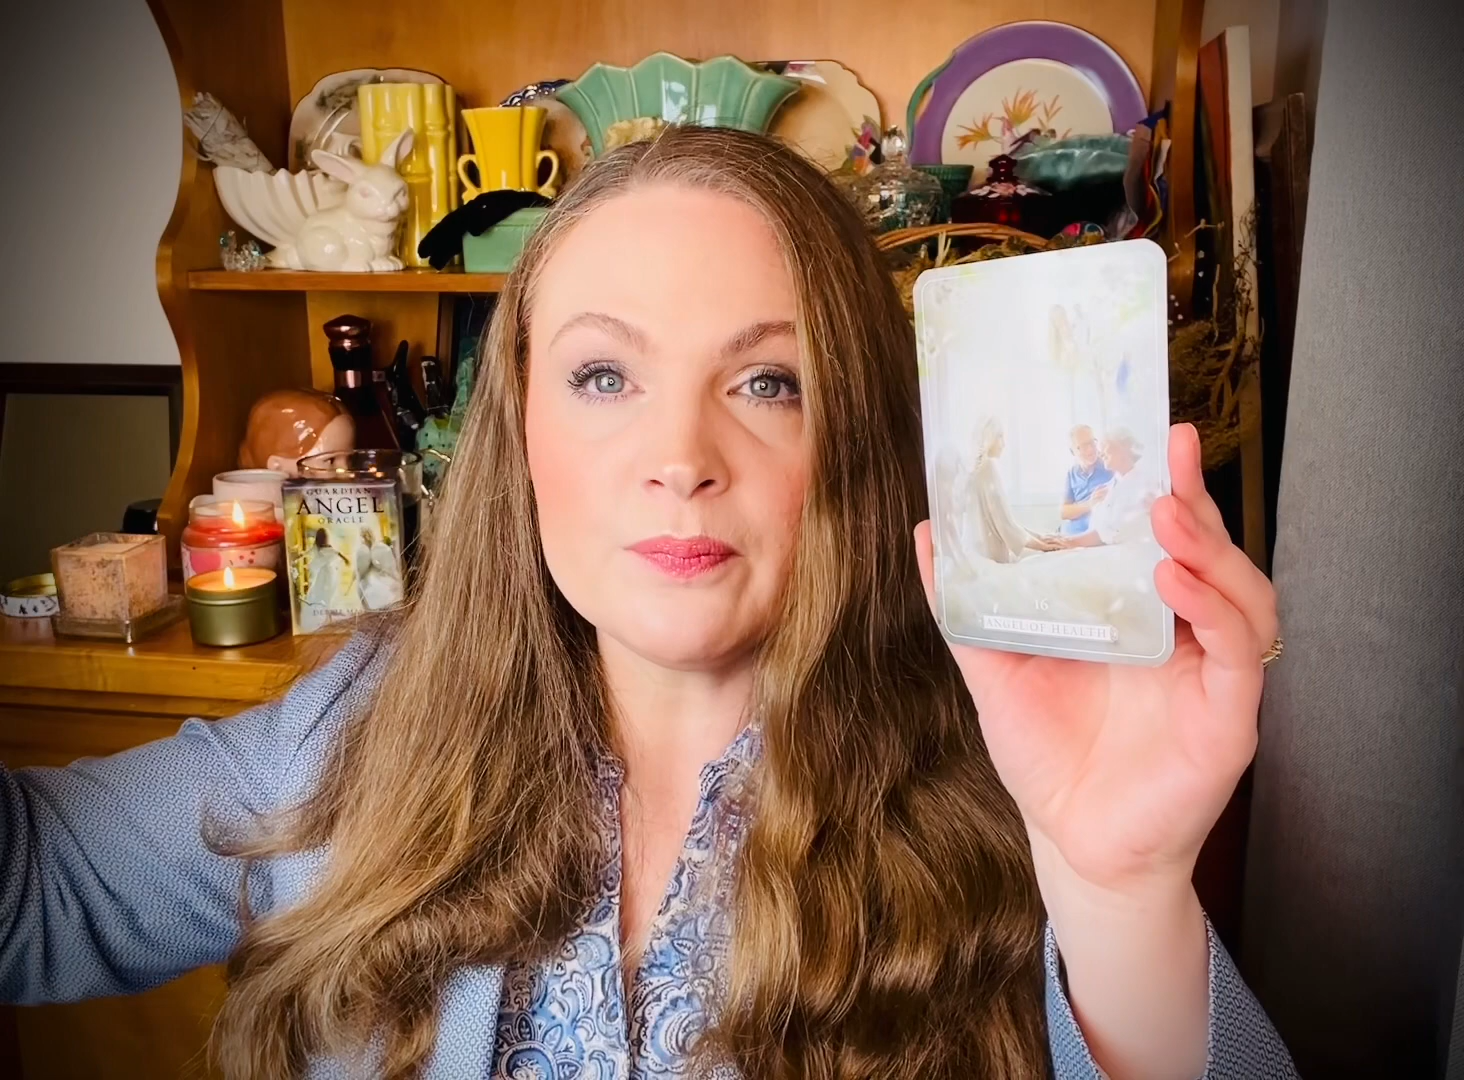 GUARDIAN
ANGEL
ORACLE
16
ANGEL OF HEALTH